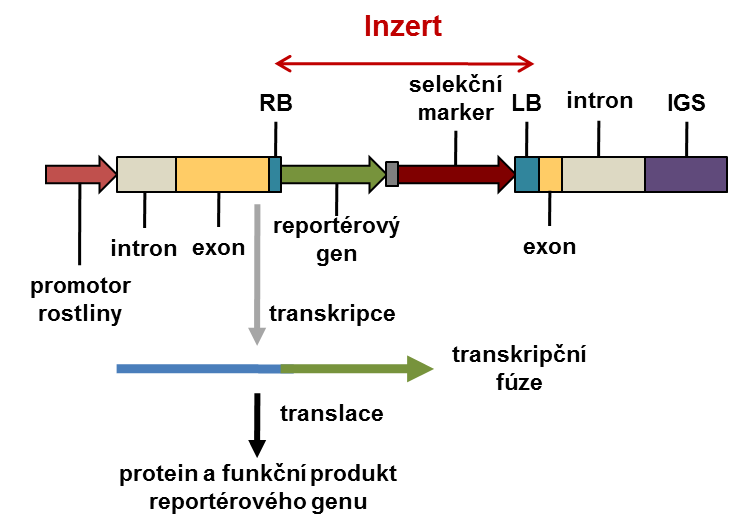 Inzert
RB
selekční
marker
LB
intron
IGS
intron
exon
reportérový
gen
exon
promotor
rostliny
transkripce
transkripční
fúze
translace
protein a funkční produkt
reportérového genu